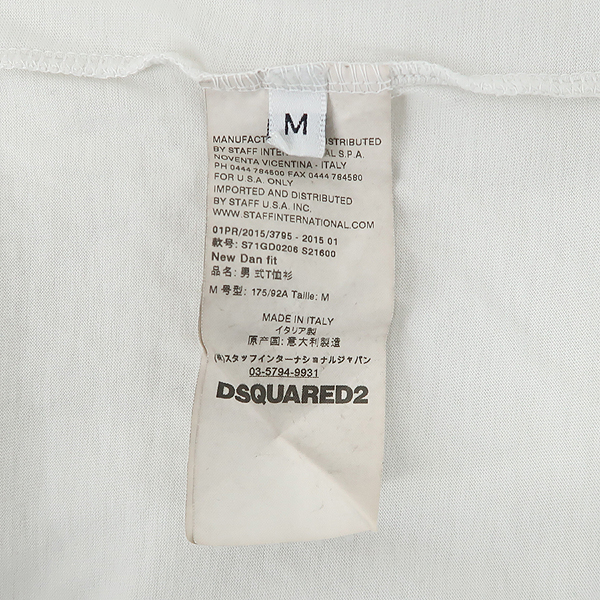 M
MANUFACT DISTRIBUTED
BY STAFF INTER AL S.P.A.
NOVENTA VICENTINA - ITALY
PH 0444 784500 FAX 0444 784580
FOR U.S.A. ONLY
IMPORTED AND DISTRIBUTED
BY STAFF U.S.A. INC.
WWW.STAFFINTERNATIONAL.COM
01PR/2015/3795 - 2015 01
款号: S71GD0206 S21600
New Dan fit
品名: 男 式T恤衫
M 号型: 175/92A Taille: M
MADE IN ITALY
イタリア製
原产国: 意大利製造
(株)スタッフインターナショナルジャパン
03-5794-9931
DSQUARED2